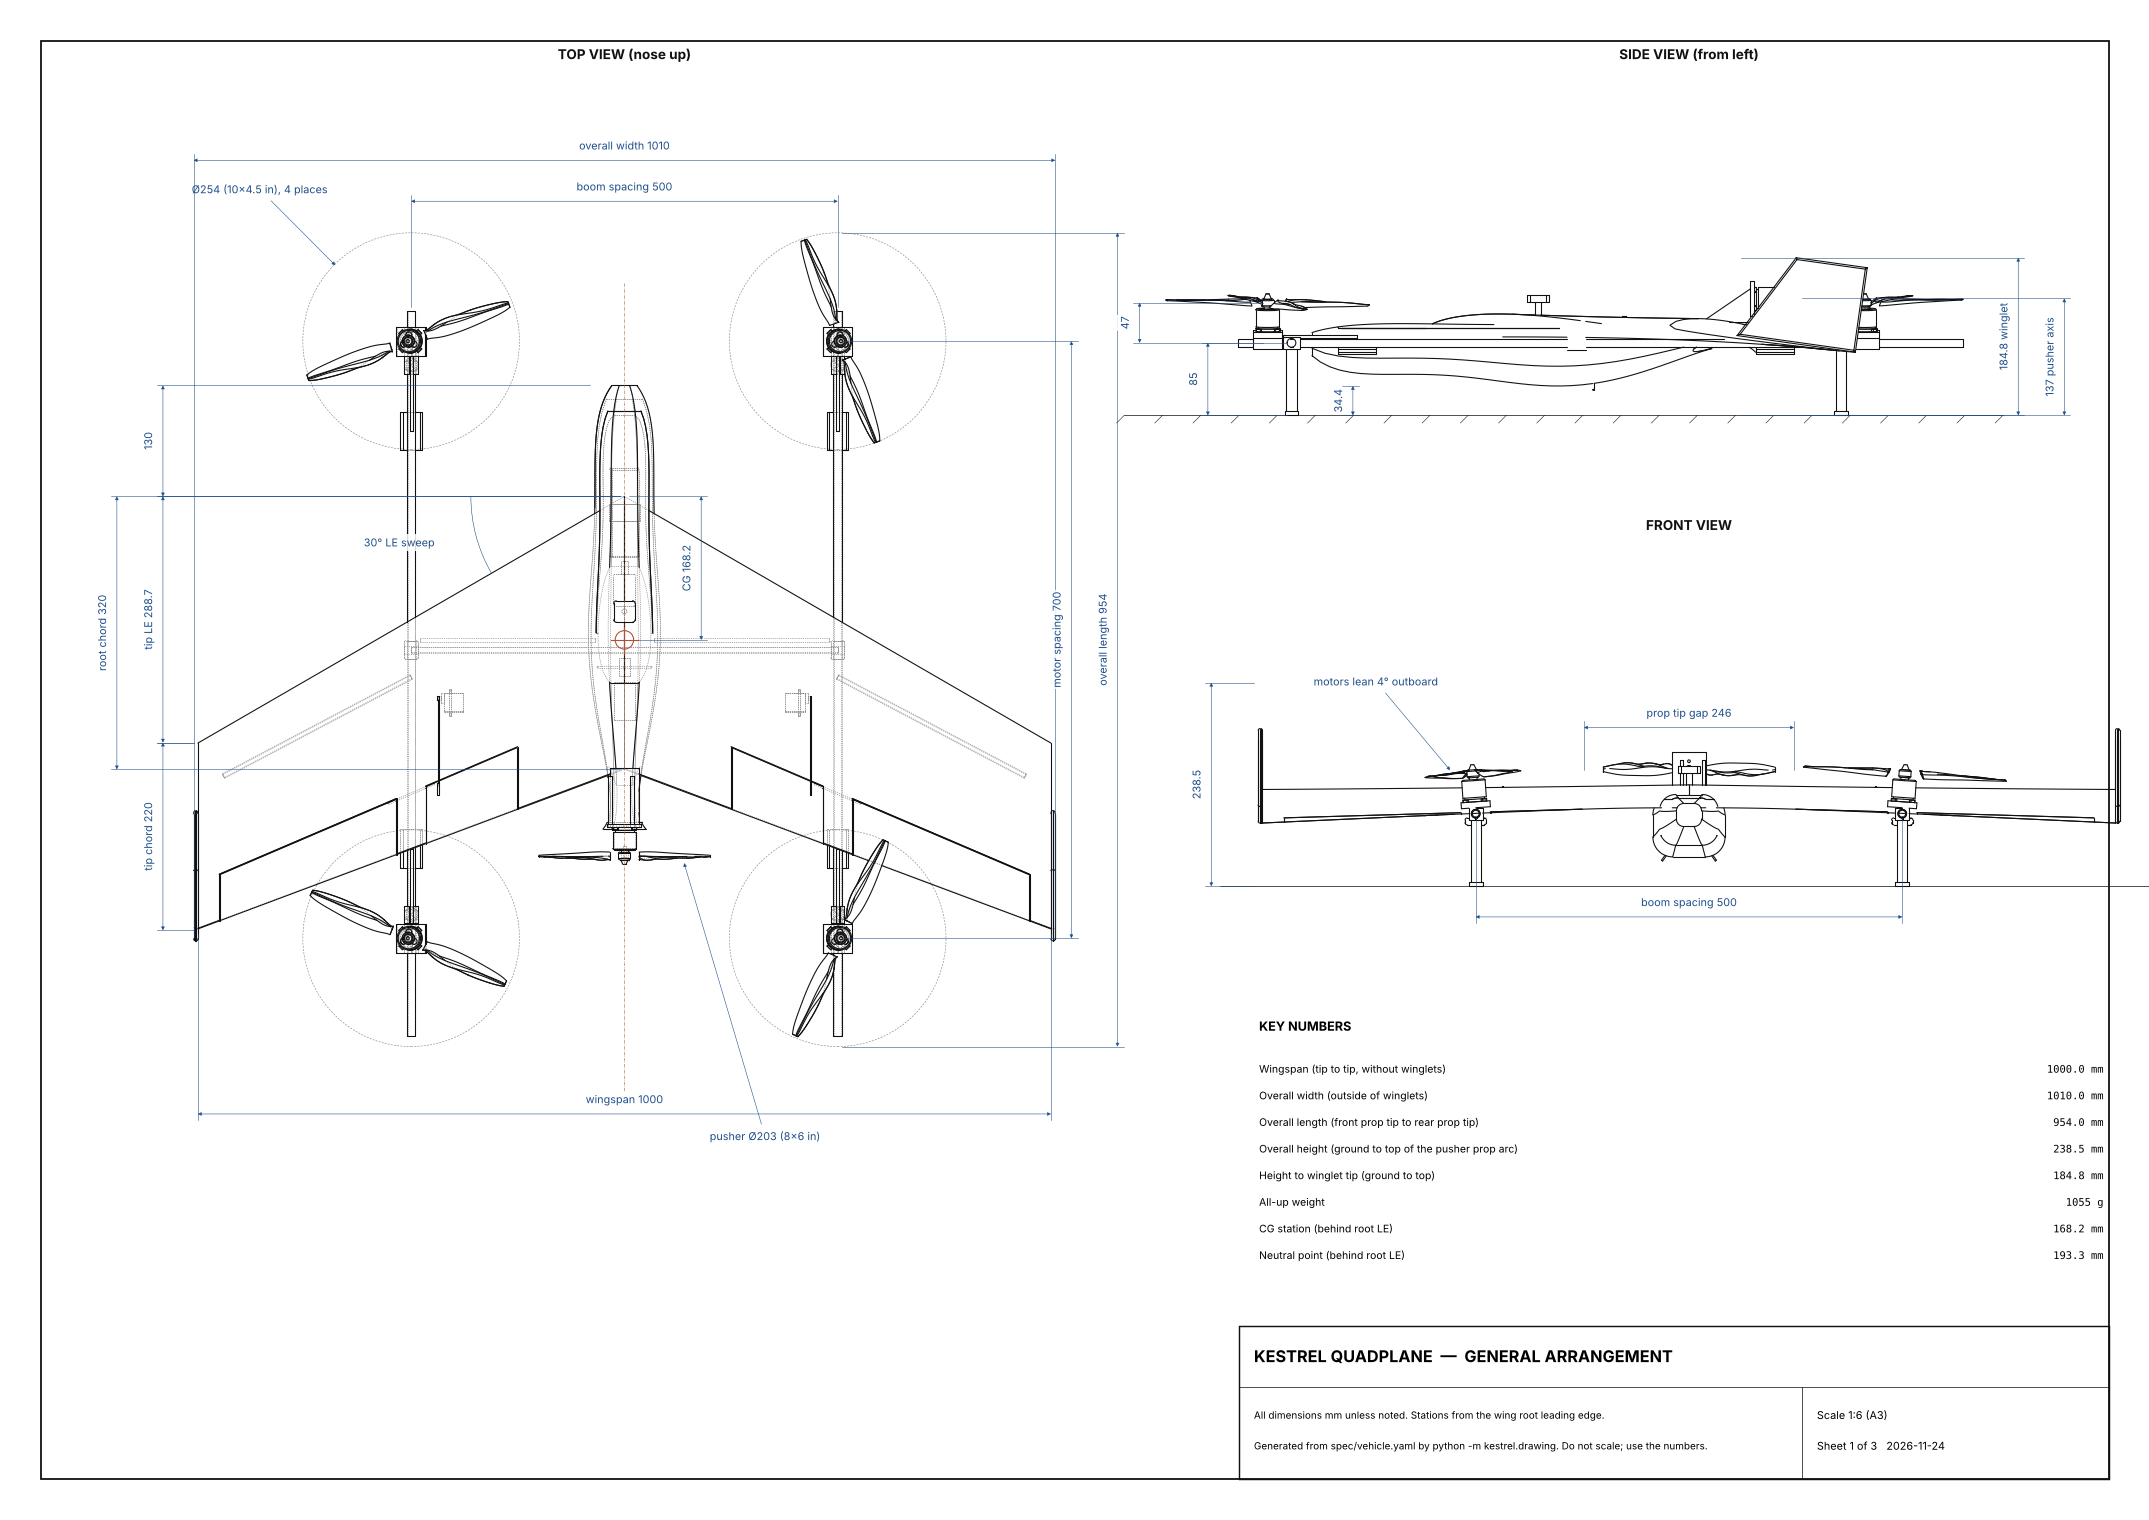 TOP VIEW (nose up)
SIDE VIEW (from left)
overall width 1010
Ø254 (10×4.5 in), 4 places
boom spacing 500
130
30° LE sweep
root chord 320
tip LE 288.7
tip chord 220
CG 168.2
motor spacing 700
overall length 954
wingspan 1000
pusher Ø203 (8×6 in)
47
85
34.4
184.8 winglet
137 pusher axis
FRONT VIEW
motors lean 4° outboard
prop tip gap 246
238.5
boom spacing 500
KEY NUMBERS
Wingspan (tip to tip, without winglets) 1000.0 mm
Overall width (outside of winglets) 1010.0 mm
Overall length (front prop tip to rear prop tip) 954.0 mm
Overall height (ground to top of the pusher prop arc) 238.5 mm
Height to winglet tip (ground to top) 184.8 mm
All-up weight 1055 g
CG station (behind root LE) 168.2 mm
Neutral point (behind root LE) 193.3 mm
KESTREL QUADPLANE — GENERAL ARRANGEMENT
All dimensions mm unless noted. Stations from the wing root leading edge.
Scale 1:6 (A3)
Generated from spec/vehicle.yaml by python -m kestrel.drawing. Do not scale; use the numbers.
Sheet 1 of 3 2026-11-24